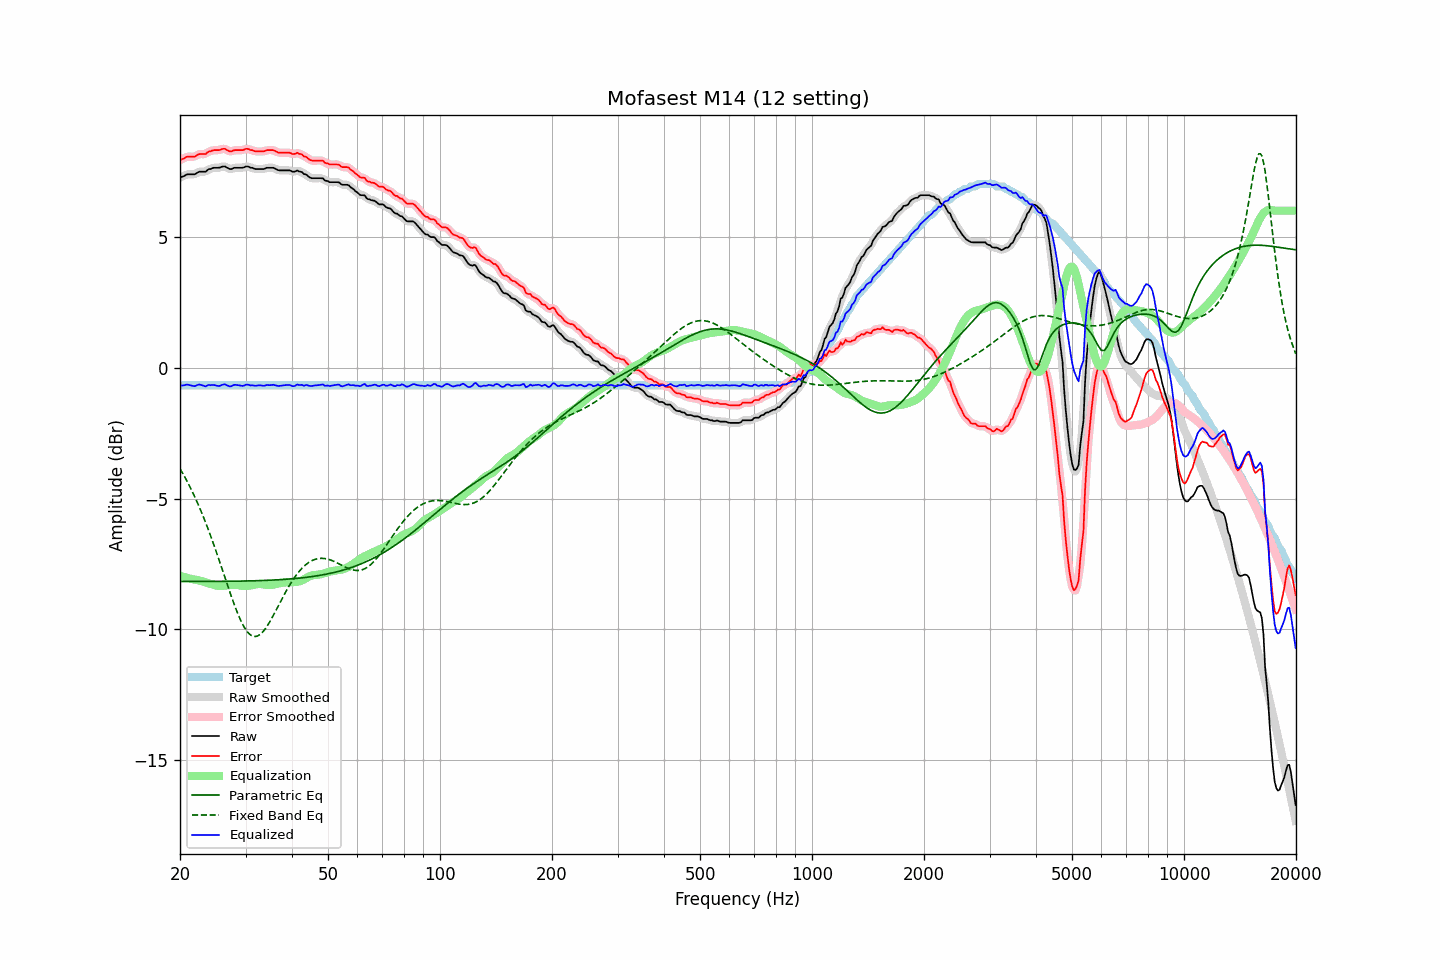 Mofasest M14 (12 setting)
Amplitude (dBr)
5
0
−5
−10
−15
Target
Raw Smoothed
Error Smoothed
Raw
Error
Equalization
Parametric Eq
Fixed Band Eq
Equalized
20 50 100 200 500 1000 2000 5000 10000 20000
Frequency (Hz)